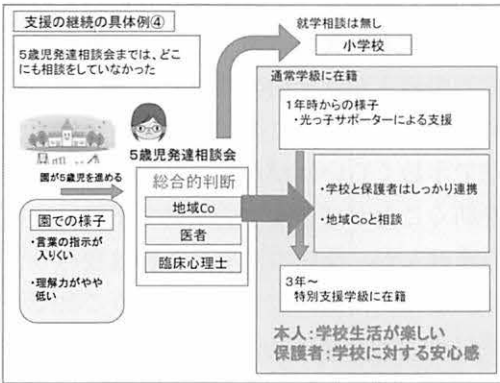 支援の継続の具体例④
5歳児発達相談会までは、どこ
にも相談をしていなかった
園が5歳児を進める
園での様子
・言葉の指示が
入りくい
・理解力がやや
低い
5歳児発達相談会
総合的判断
地域Co
医者
臨床心理士
就学相談は無し
小学校
通常学級に在籍
1年時からの様子
・光っ子サポーターによる支援
・学校と保護者はしっかり連携
・地域Coと相談
3年~
特別支援学級に在籍
本人:学校生活が楽しい
保護者:学校に対する安心感